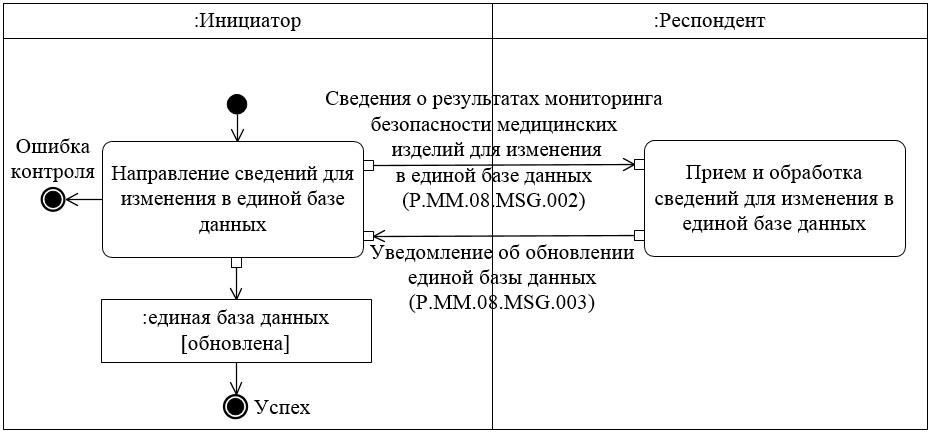 :Инициатор
:Респондент
Сведения о результатах мониторинга
безопасности медицинских
изделий для изменения
в единой базе данных
(P.MM.08.MSG.002)
Ошибка
контроля
Направление сведений для
изменения в единой базе
данных
Прием и обработка
сведений для изменения в
единой базе данных
Уведомление об обновлении
единой базы данных
(P.MM.08.MSG.003)
:единая база данных
[обновлена]
Успех